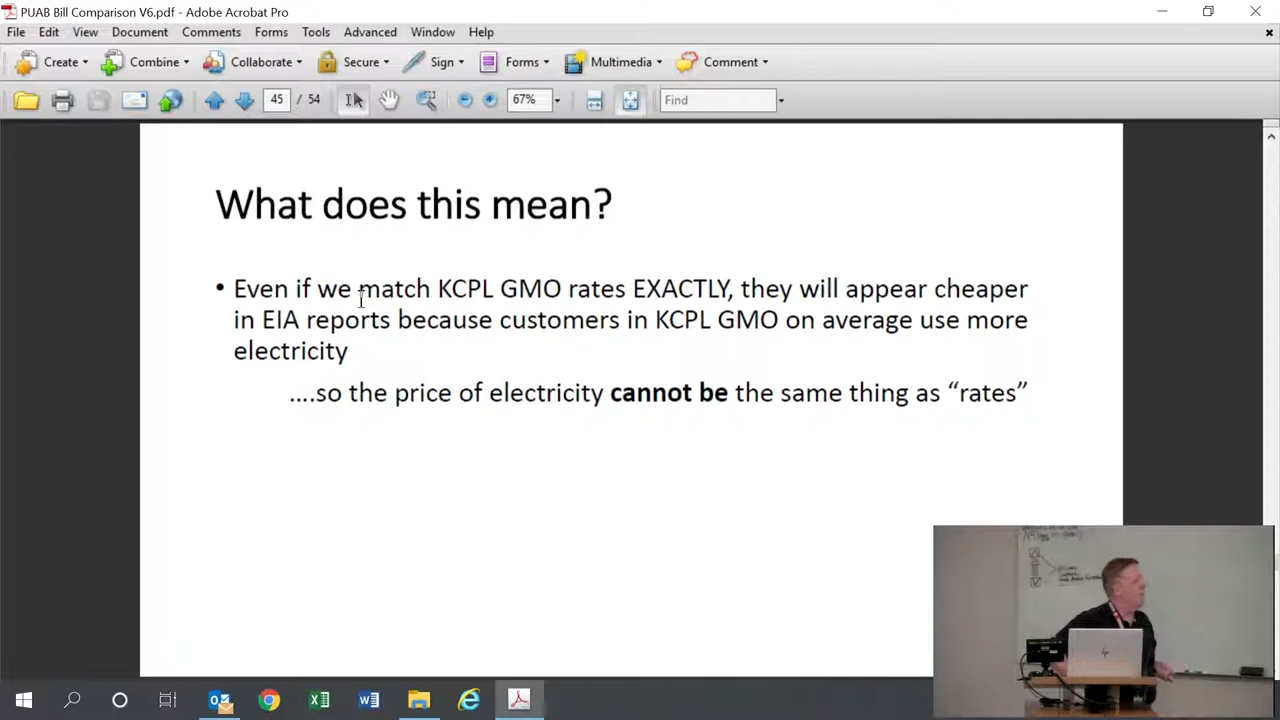 PUAB Bill Comparison V6.pdf - Adobe Acrobat Pro
File Edit View Document Comments Forms Tools Advanced Window Help
Create Combine Collaborate Secure Sign Forms Multimedia Comment
45 / 54 67% Find
What does this mean?
• Even if we match KCPL GMO rates EXACTLY, they will appear cheaper
in EIA reports because customers in KCPL GMO on average use more
electricity
....so the price of electricity cannot be the same thing as “rates”
hp